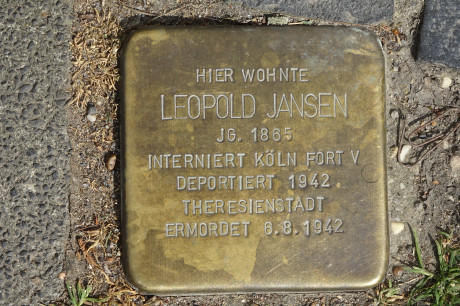 HIER WOHNTE
LEOPOLD JANSEN
JG. 1865
INTERNIERT KÖLN FORT V
DEPORTIERT 1942
THERESIENSTADT
ERMORDET 6.8.1942